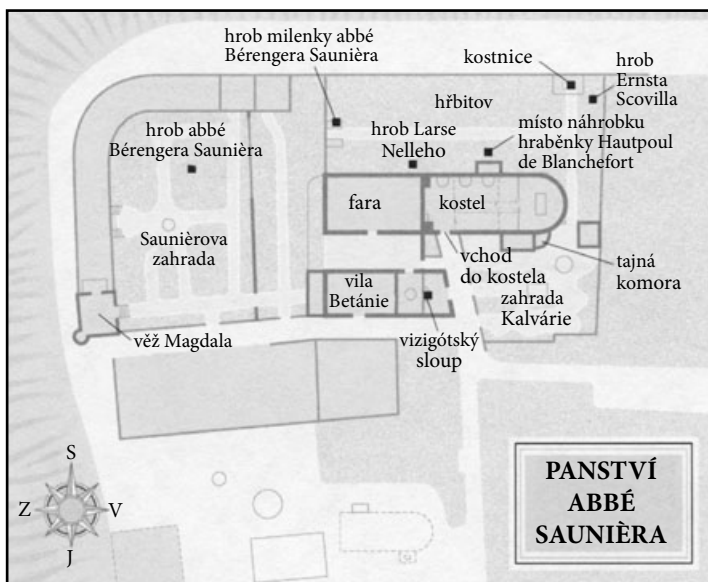 hrob milenky abbé
Bérengera Saunièra
kostnice
hrob
Ernsta
Scovilla
hřbitov
hrob abbé
Bérengera Saunièra
hrob Larse
Nelleho
místo náhrobku
hraběnky Hautpoul
de Blanchefort
fara
kostel
Saunièrova
zahrada
vchod
do kostela
tajná
komora
vila
Betánie
zahrada
Kalvárie
věž Magdala
vizigótský
sloup
S
Z
V
J
PANSTVÍ
ABBÉ
SAUNIÈRA